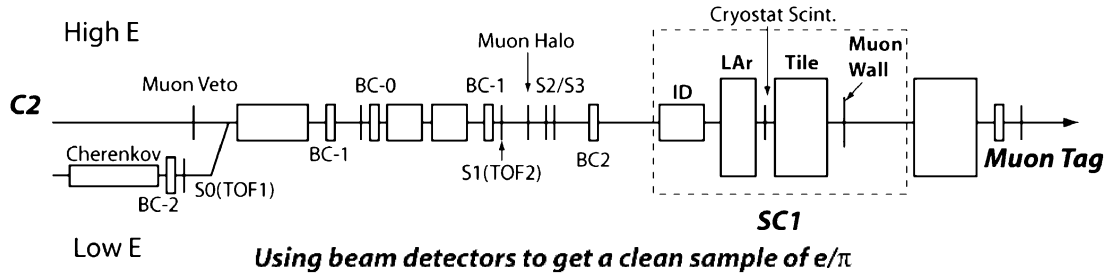 High E
Cryostat Scint.
Muon Halo
LAr
Tile
Muon
Wall
C2
Muon Veto
BC-0
BC-1
S2/S3
ID
BC-1
BC2
Cherenkov
S0(TOF1)
S1(TOF2)
Muon Tag
BC-2
SC1
Low E
Using beam detectors to get a clean sample of e/π